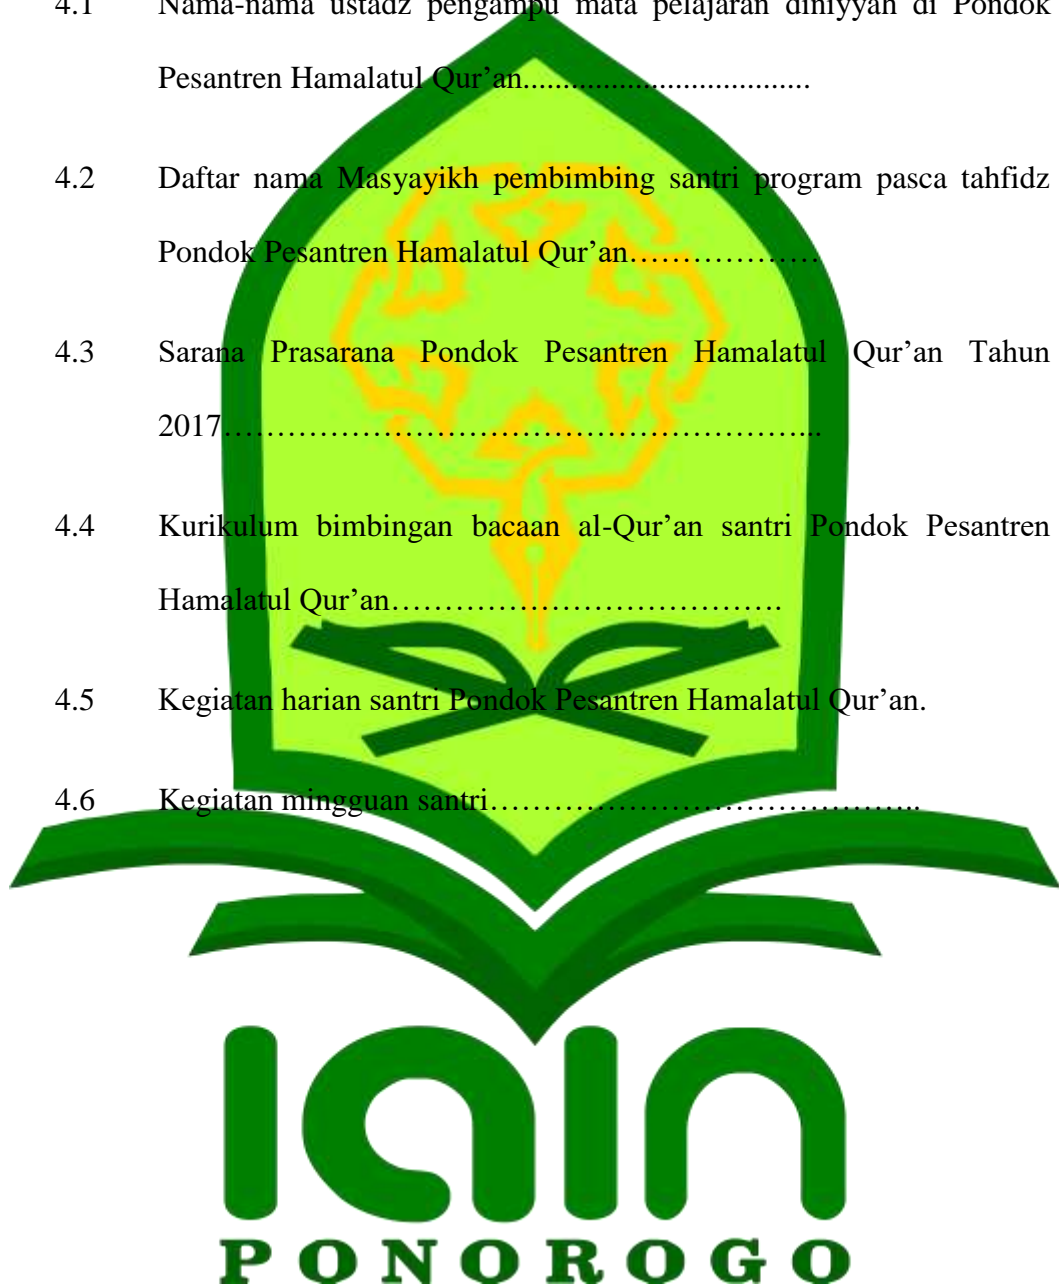 4.1 Nama-nama ustadz pengampu mata pelajaran diniyyah di Pondok
Pesantren Hamalatul Qur’an.....................................
4.2 Daftar nama Masyayikh pembimbing santri program pasca tahfidz
Pondok Pesantren Hamalatul Qur’an……………….
4.3 Sarana Prasarana Pondok Pesantren Hamalatul Qur’an Tahun
2017…………………………………………………...
4.4 Kurikulum bimbingan bacaan al-Qur’an santri Pondok Pesantren
Hamalatul Qur’an……………………………….
4.5 Kegiatan harian santri Pondok Pesantren Hamalatul Qur’an.
4.6 Kegiatan mingguan santri…………………………………..
iain
PONOROGO